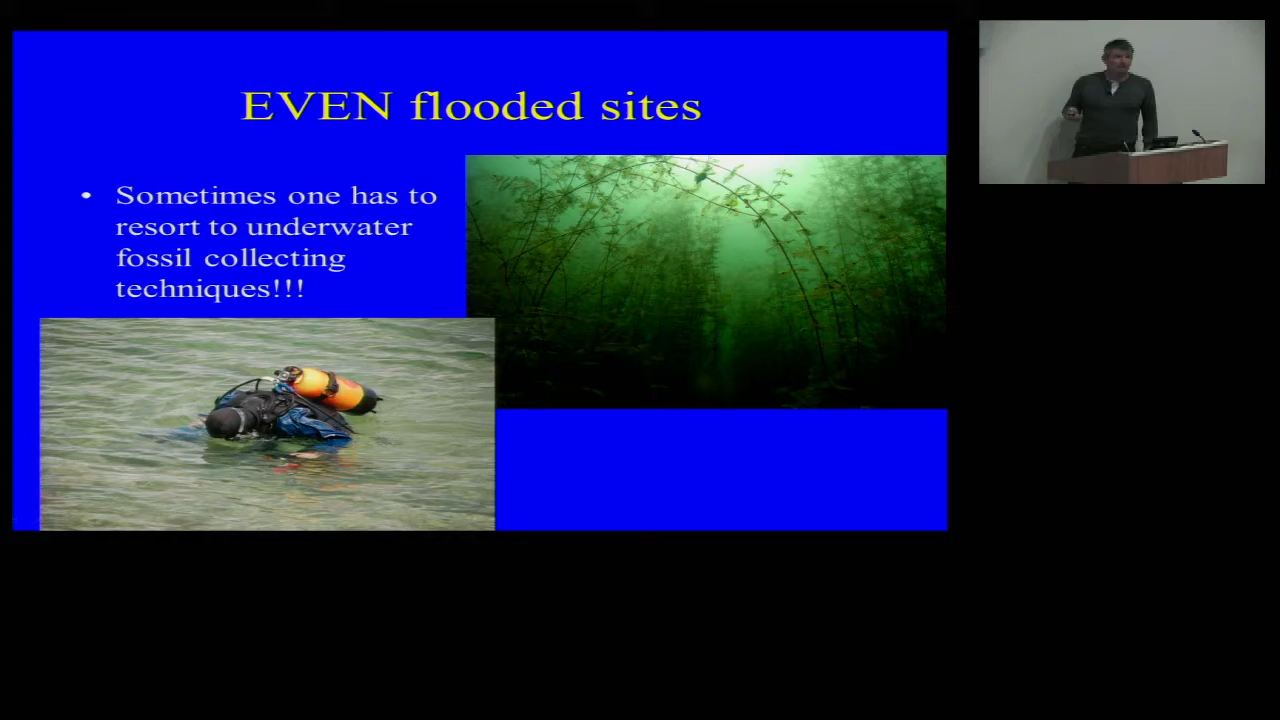 EVEN flooded sites
• Sometimes one has to
resort to underwater
fossil collecting
techniques!!!